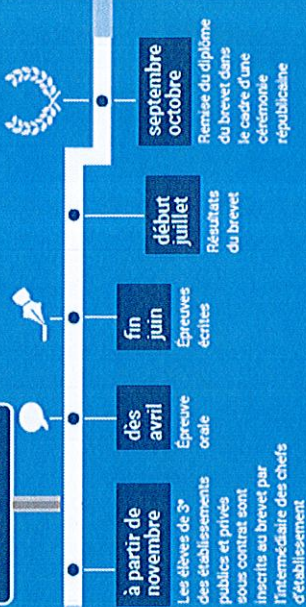 à partir de
novembre
Les élèves de 3e
des établissements
publics et privés
sous contrat sont
inscrits au brevet par
l'intermédiaire des chefs
d'établissement
dès
avril
Épreuve
orale
fin
juin
Épreuves
écrites
début
juillet
Résultats
du brevet
septembre
octobre
Remise du diplôme
du brevet dans
le cadre d'une
cérémonie
républicaine